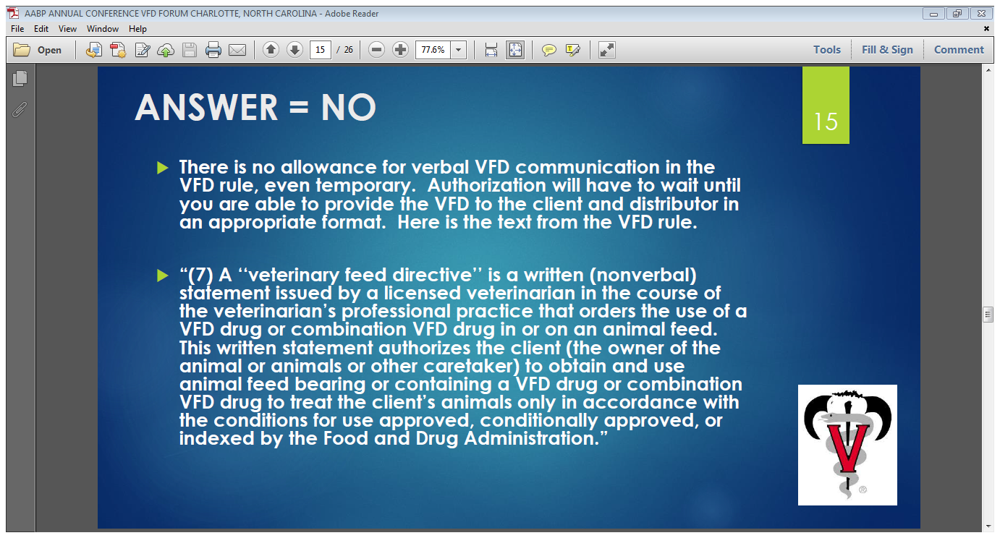 AABP ANNUAL CONFERENCE VFD FORUM CHARLOTTE, NORTH CAROLINA - Adobe Reader
File Edit View Window Help
Open 15 / 26 77.6% Tools Fill & Sign Comment
ANSWER = NO
15
There is no allowance for verbal VFD communication in the
VFD rule, even temporary. Authorization will have to wait until
you are able to provide the VFD to the client and distributor in
an appropriate format. Here is the text from the VFD rule.
“(7) A ‘‘veterinary feed directive’’ is a written (nonverbal)
statement issued by a licensed veterinarian in the course of
the veterinarian’s professional practice that orders the use of a
VFD drug or combination VFD drug in or on an animal feed.
This written statement authorizes the client (the owner of the
animal or animals or other caretaker) to obtain and use
animal feed bearing or containing a VFD drug or combination
VFD drug to treat the client’s animals only in accordance with
the conditions for use approved, conditionally approved, or
indexed by the Food and Drug Administration.”
V
®